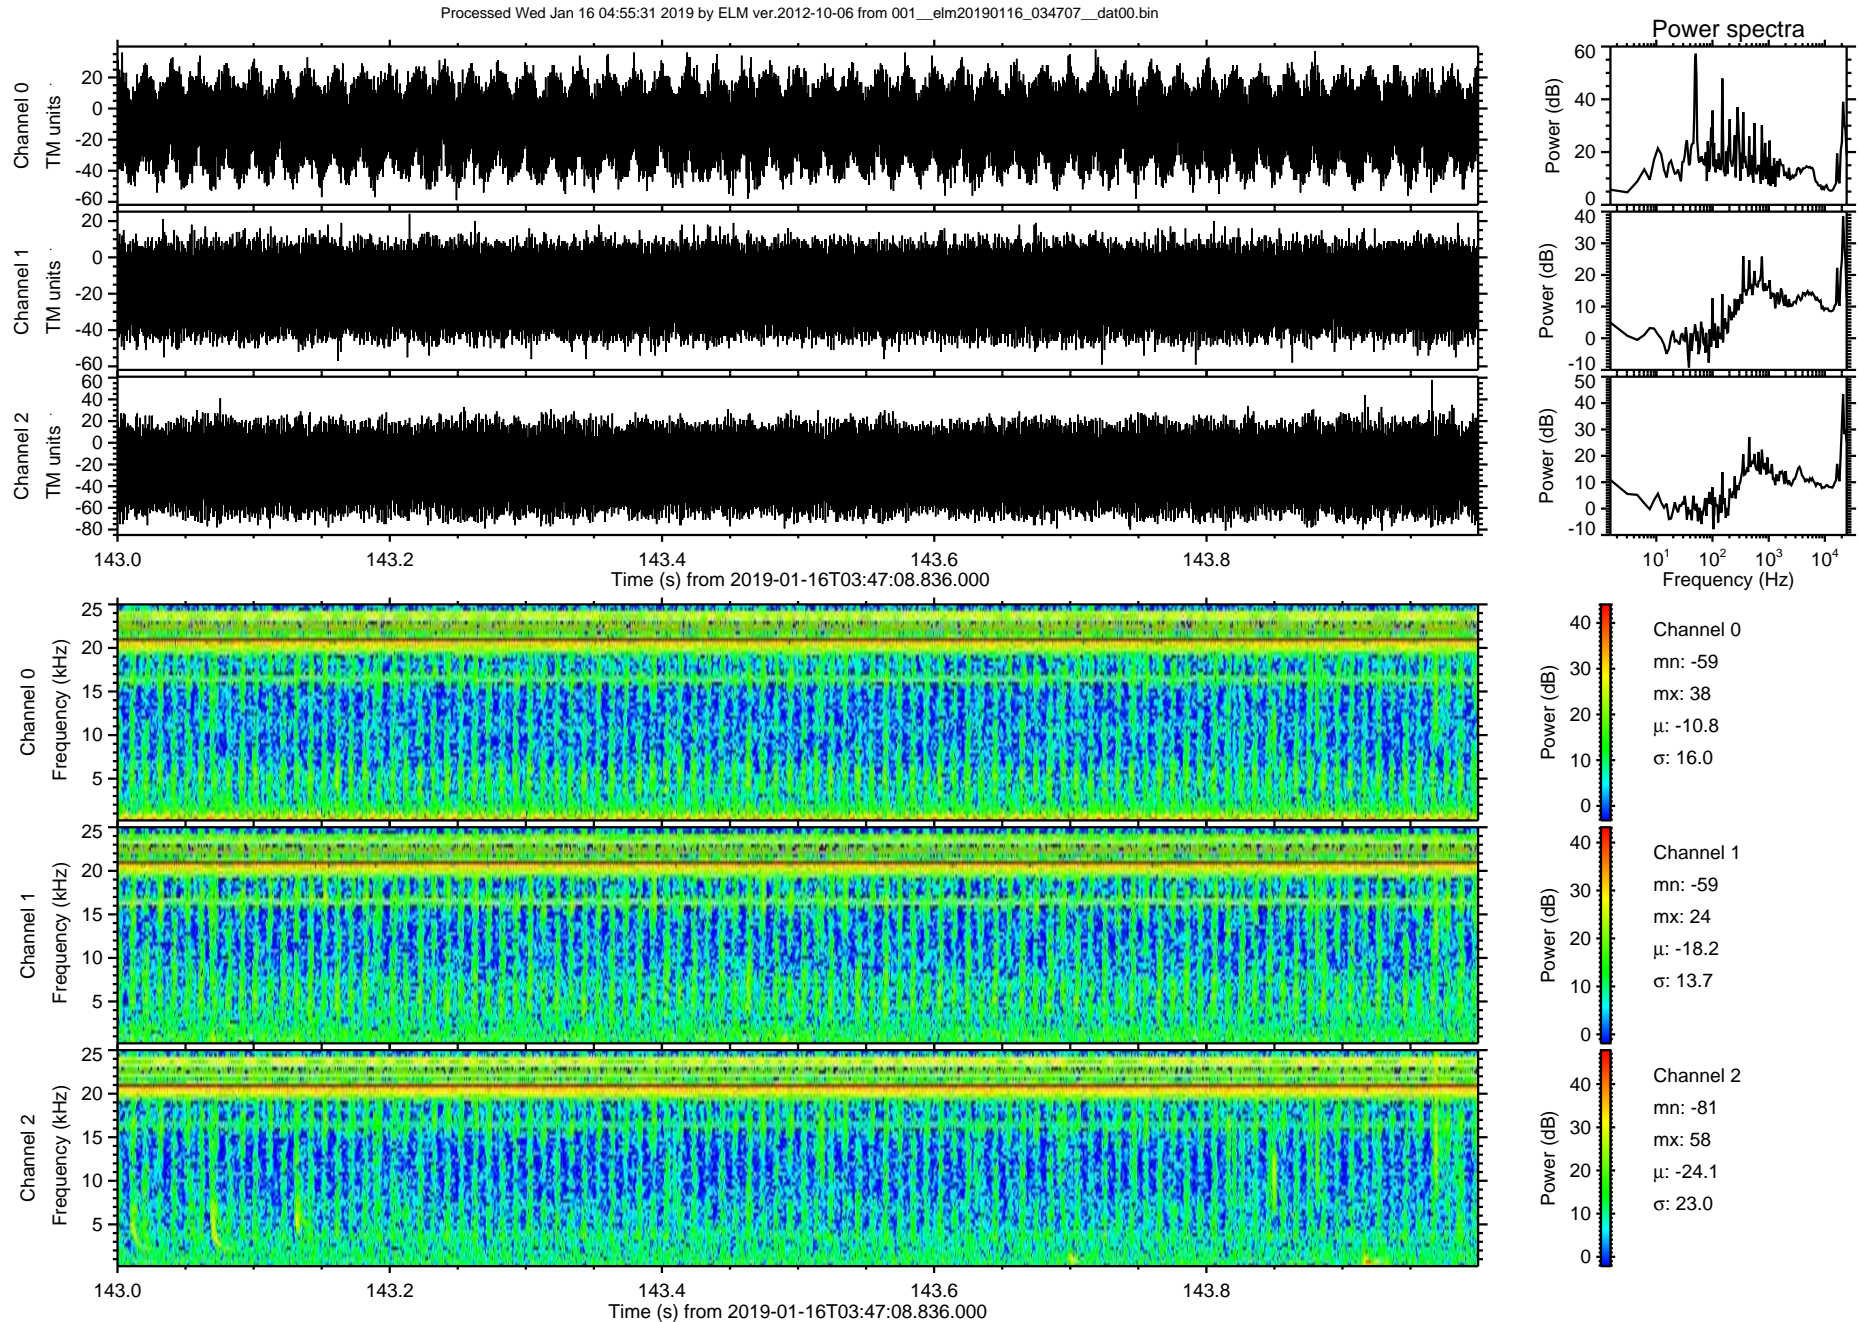 Processed Wed Jan 16 04:55:31 2019 by ELM ver.2012-10-06 from 001__elm20190116_034707__dat00.bin
Power spectra
Channel 0
TM units
20
0
-20
-40
-60
Power (dB)
60
40
20
0
Channel 1
TM units
20
0
-20
-40
-60
Power (dB)
40
30
20
10
0
-10
Channel 2
TM units
60
40
20
0
-20
-40
-60
-80
Power (dB)
50
40
30
20
10
0
-10
143.0 143.2 143.4 143.6 143.8
Time (s) from 2019-01-16T03:47:08.836.000
10^1 10^2 10^3 10^4
Frequency (Hz)
Channel 0
Frequency (kHz)
25
20
15
10
5
Power (dB)
40
30
20
10
0
Channel 0
mn: -59
mx: 38
μ: -10.8
σ: 16.0
Channel 1
Frequency (kHz)
25
20
15
10
5
Power (dB)
40
30
20
10
0
Channel 1
mn: -59
mx: 24
μ: -18.2
σ: 13.7
Channel 2
Frequency (kHz)
25
20
15
10
5
Power (dB)
40
30
20
10
0
Channel 2
mn: -81
mx: 58
μ: -24.1
σ: 23.0
143.0 143.2 143.4 143.6 143.8
Time (s) from 2019-01-16T03:47:08.836.000